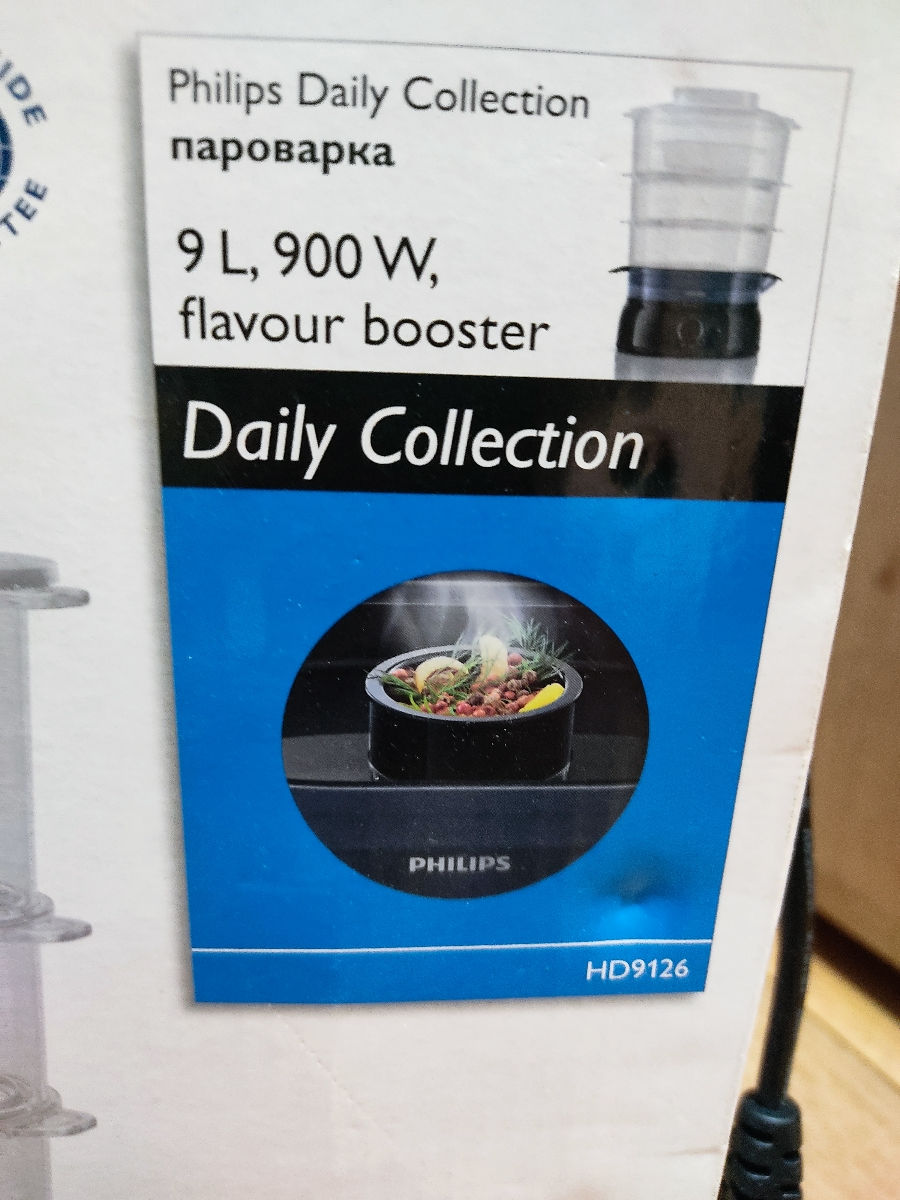 Philips Daily Collection
пароварка
9 L, 900 W,
flavour booster
Daily Collection
PHILIPS
HD9126